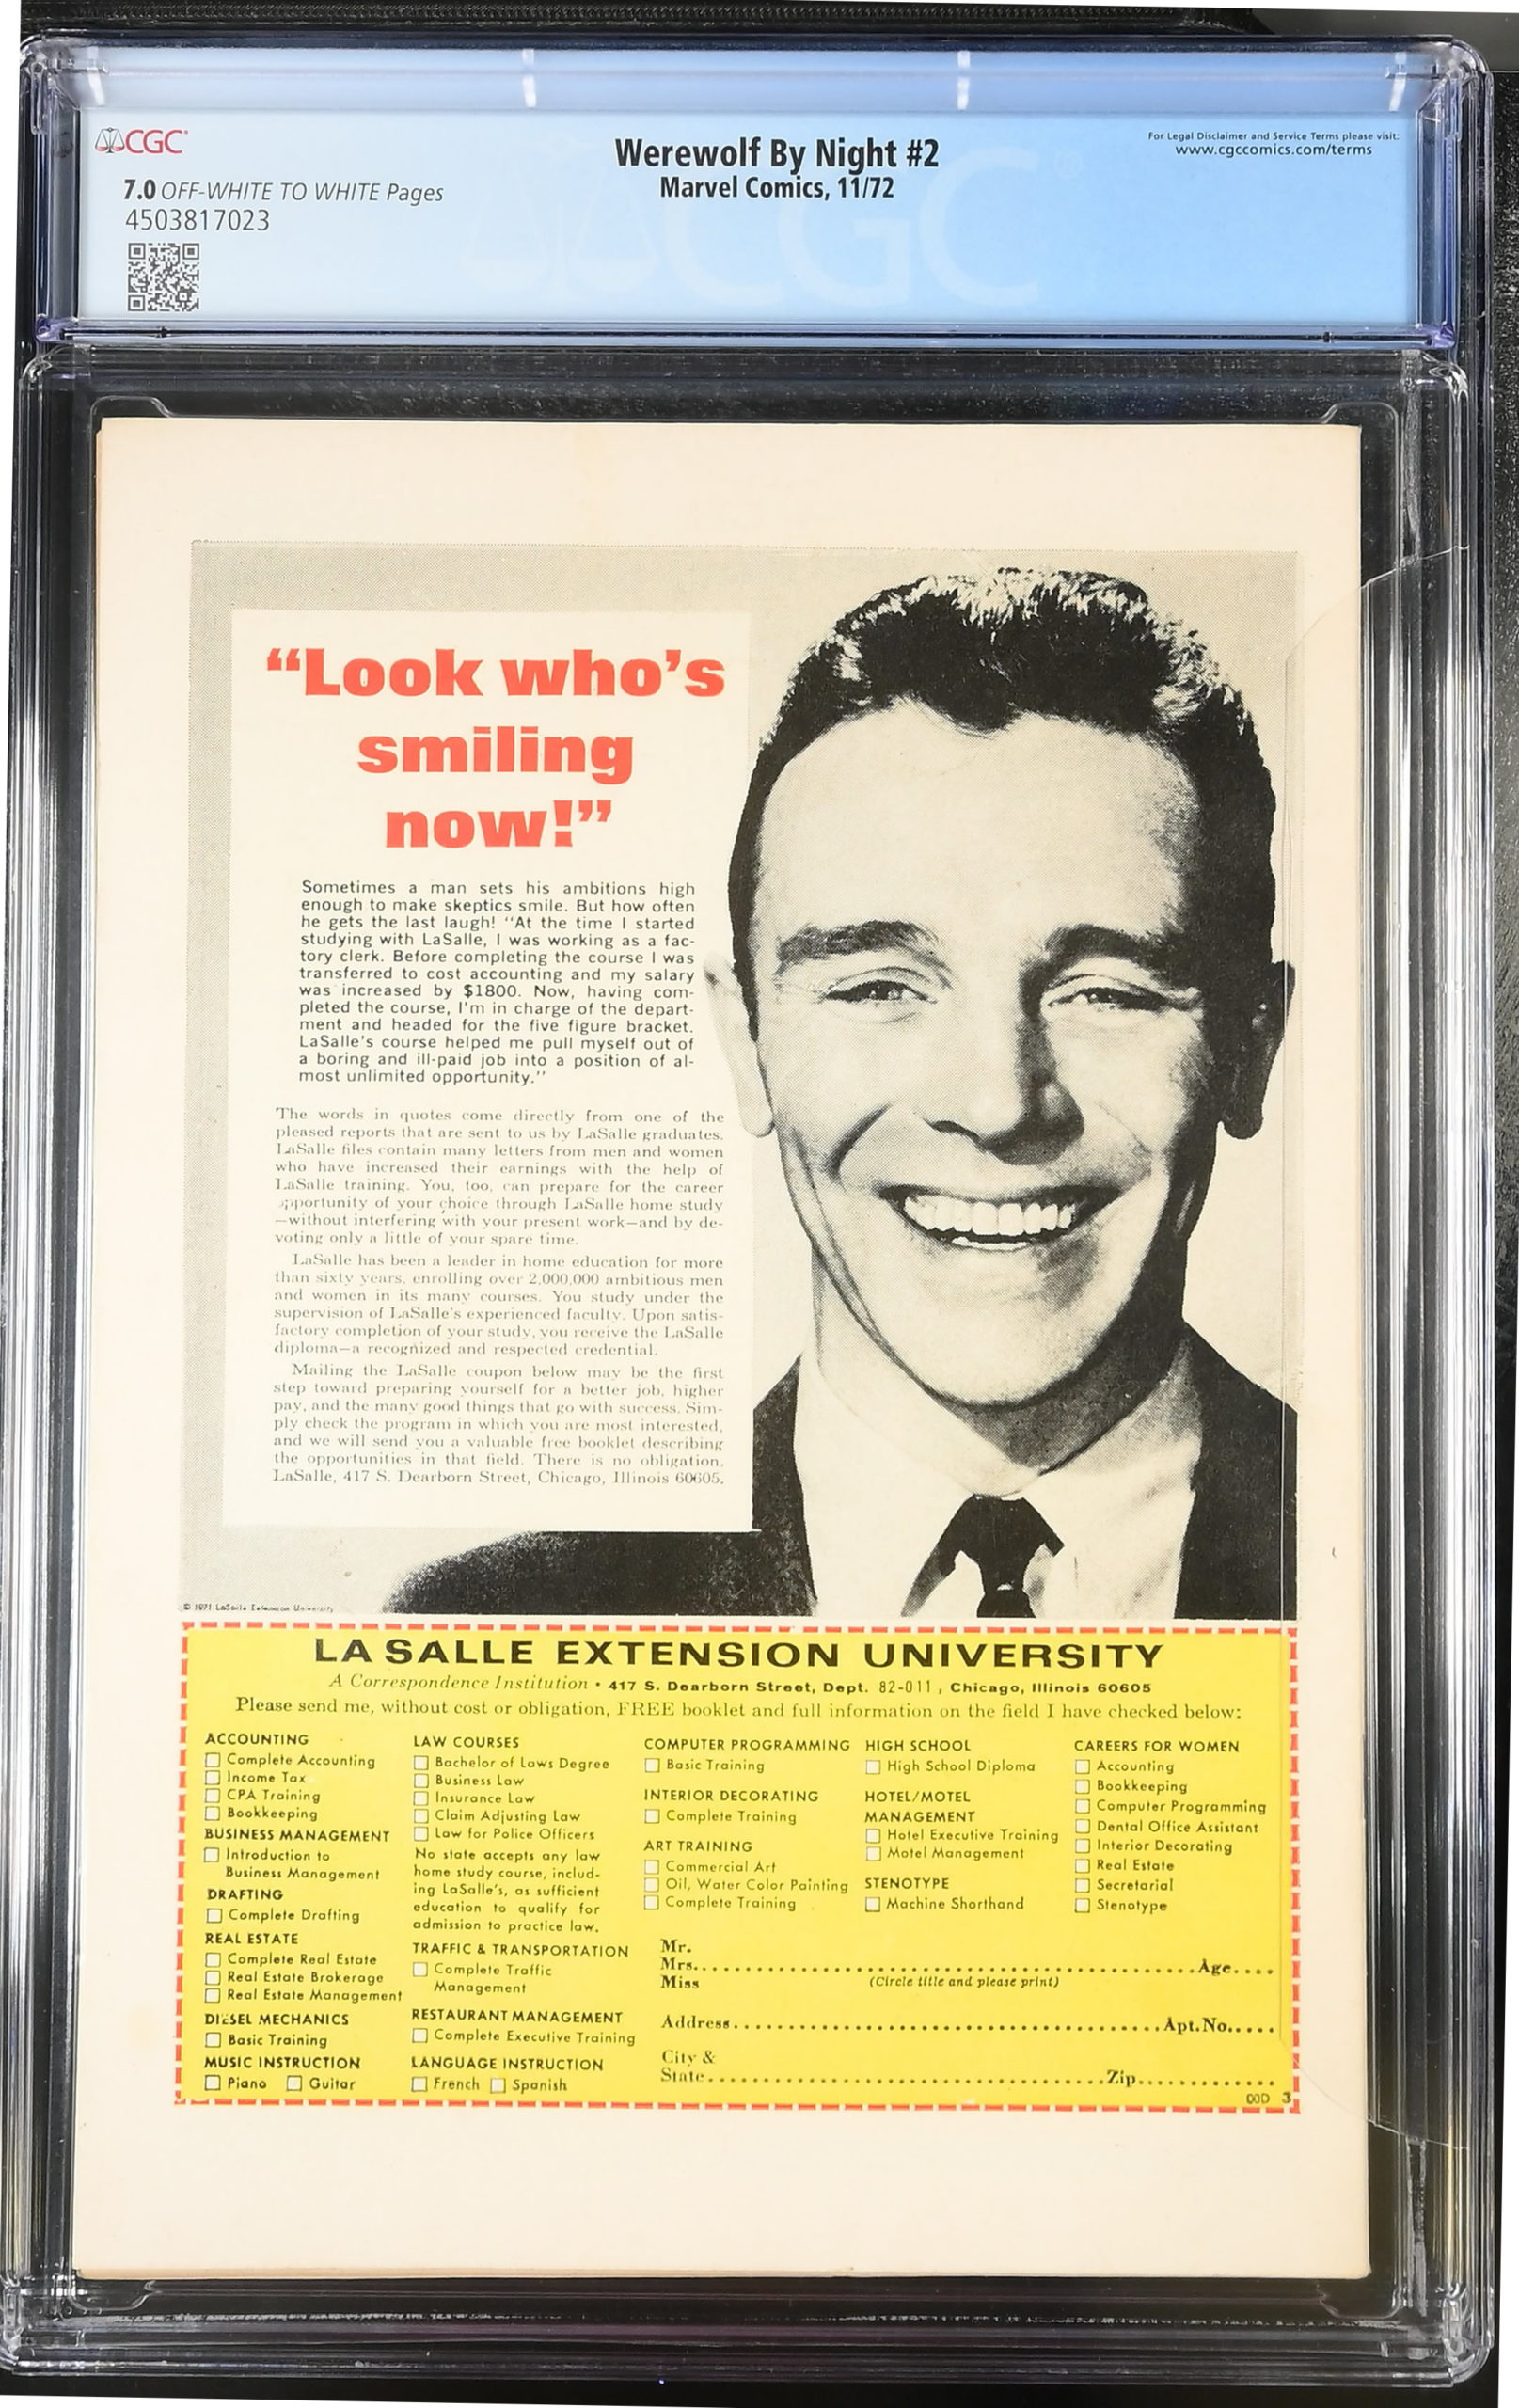 CGC
7.0 OFF-WHITE TO WHITE Pages
4503817023
Werewolf By Night #2
Marvel Comics, 11/72
For Legal Disclaimer and Service Terms please visit:
www.cgccomics.com/terms
CGC
“Look who's
smiling
now!”
Sometimes a man sets his ambitions high
enough to make skeptics smile. But how often
he gets the last laugh! “At the time I started
studying with LaSalle, I was working as a fac-
tory clerk. Before completing the course I was
transferred to cost accounting and my salary
was increased by $1800. Now, having com-
pleted the course, I'm in charge of the depart-
ment and headed for the five figure bracket.
LaSalle's course helped me pull myself out of
a boring and ill-paid job into a position of al-
most unlimited opportunity.”
The words in quotes come directly from one of the
pleased reports that are sent to us by LaSalle graduates.
LaSalle files contain many letters from men and women
who have increased their earnings with the help of
LaSalle training. You, too, can prepare for the career
opportunity of your choice through LaSalle home study
—without interfering with your present work—and by de-
voting only a little of your spare time.
LaSalle has been a leader in home education for more
than sixty years, enrolling over 2,000,000 ambitious men
and women in its many courses. You study under the
supervision of LaSalle's experienced faculty. Upon satis-
factory completion of your study, you receive the LaSalle
diploma—a recognized and respected credential.
Mailing the LaSalle coupon below may be the first
step toward preparing yourself for a better job, higher
pay, and the many good things that go with success. Sim-
ply check the program in which you are most interested,
and we will send you a valuable free booklet describing
the opportunities in that field. There is no obligation.
LaSalle, 417 S. Dearborn Street, Chicago, Illinois 60605.
© 1971 LaSalle Extension University
LA SALLE EXTENSION UNIVERSITY
A Correspondence Institution • 417 S. Dearborn Street, Dept. 82-011, Chicago, Illinois 60605
Please send me, without cost or obligation, FREE booklet and full information on the field I have checked below:
ACCOUNTING
Complete Accounting
Income Tax
CPA Training
Bookkeeping
BUSINESS MANAGEMENT
Introduction to
Business Management
DRAFTING
Complete Drafting
REAL ESTATE
Complete Real Estate
Real Estate Brokerage
Real Estate Management
DIESEL MECHANICS
Basic Training
MUSIC INSTRUCTION
Piano Guitar
LAW COURSES
Bachelor of Laws Degree
Business Law
Insurance Law
Claim Adjusting Law
Law for Police Officers
No state accepts any law
home study course, includ-
ing LaSalle's, as sufficient
education to qualify for
admission to practice law.
TRAFFIC & TRANSPORTATION
Complete Traffic
Management
RESTAURANT MANAGEMENT
Complete Executive Training
LANGUAGE INSTRUCTION
French Spanish
COMPUTER PROGRAMMING
Basic Training
INTERIOR DECORATING
Complete Training
ART TRAINING
Commercial Art
Oil, Water Color Painting
Complete Training
HIGH SCHOOL
High School Diploma
HOTEL/MOTEL
MANAGEMENT
Hotel Executive Training
Motel Management
STENOTYPE
Machine Shorthand
CAREERS FOR WOMEN
Accounting
Bookkeeping
Computer Programming
Dental Office Assistant
Interior Decorating
Real Estate
Secretarial
Stenotype
Mr.
Mrs. Age
Miss (Circle title and please print)
Address Apt.No.
City &
State Zip
00D 3